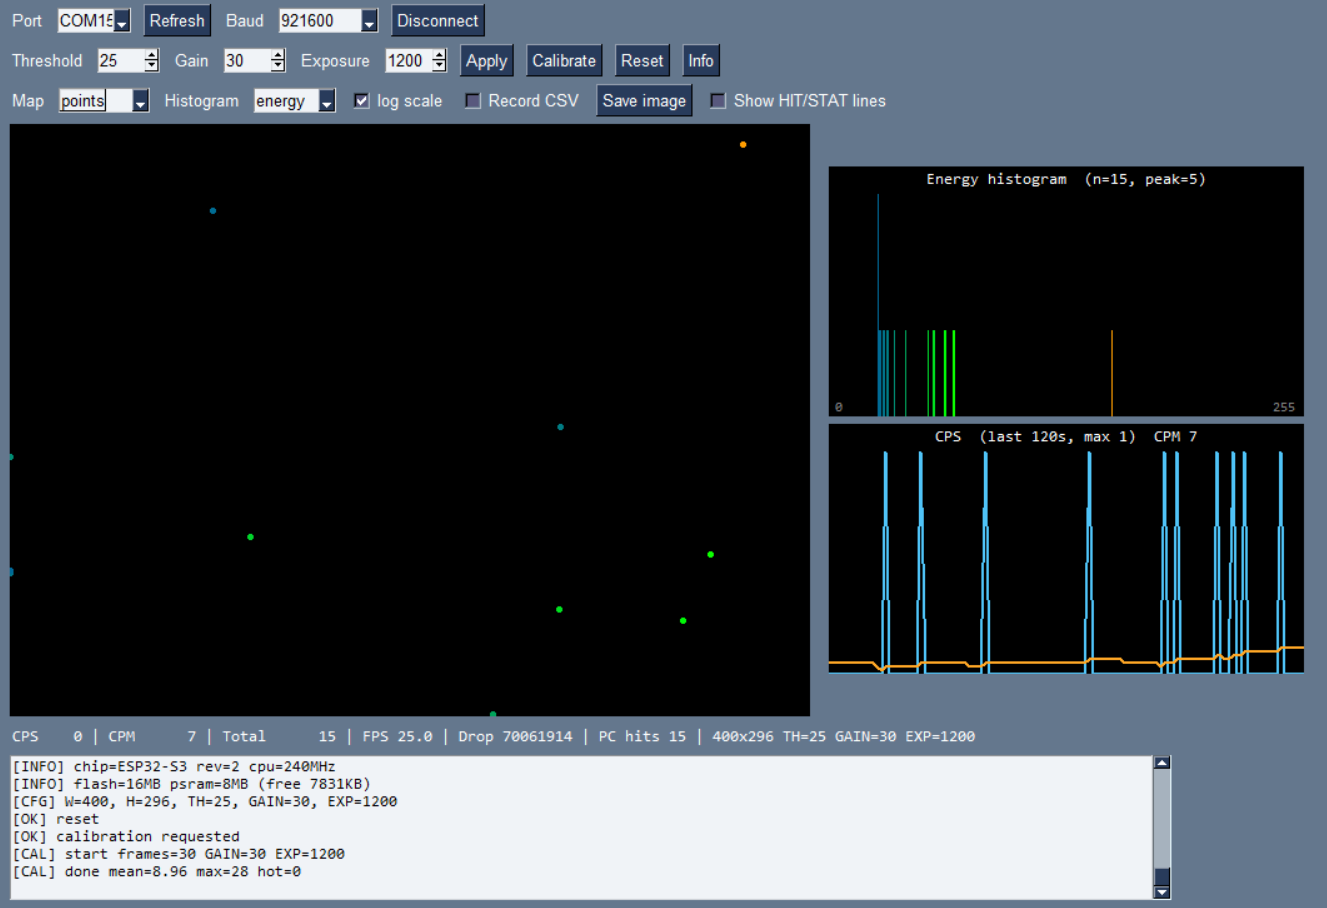 Port COM15 Refresh Baud 921600 Disconnect
Threshold 25 Gain 30 Exposure 1200 Apply Calibrate Reset Info
Map points Histogram energy log scale Record CSV Save image Show HIT/STAT lines
Energy histogram (n=15, peak=5)
0 255
CPS (last 120s, max 1) CPM 7
CPS 0 | CPM 7 | Total 15 | FPS 25.0 | Drop 70061914 | PC hits 15 | 400x296 TH=25 GAIN=30 EXP=1200
[INFO] chip=ESP32-S3 rev=2 cpu=240MHz
[INFO] flash=16MB psram=8MB (free 7831KB)
[CFG] W=400, H=296, TH=25, GAIN=30, EXP=1200
[OK] reset
[OK] calibration requested
[CAL] start frames=30 GAIN=30 EXP=1200
[CAL] done mean=8.96 max=28 hot=0